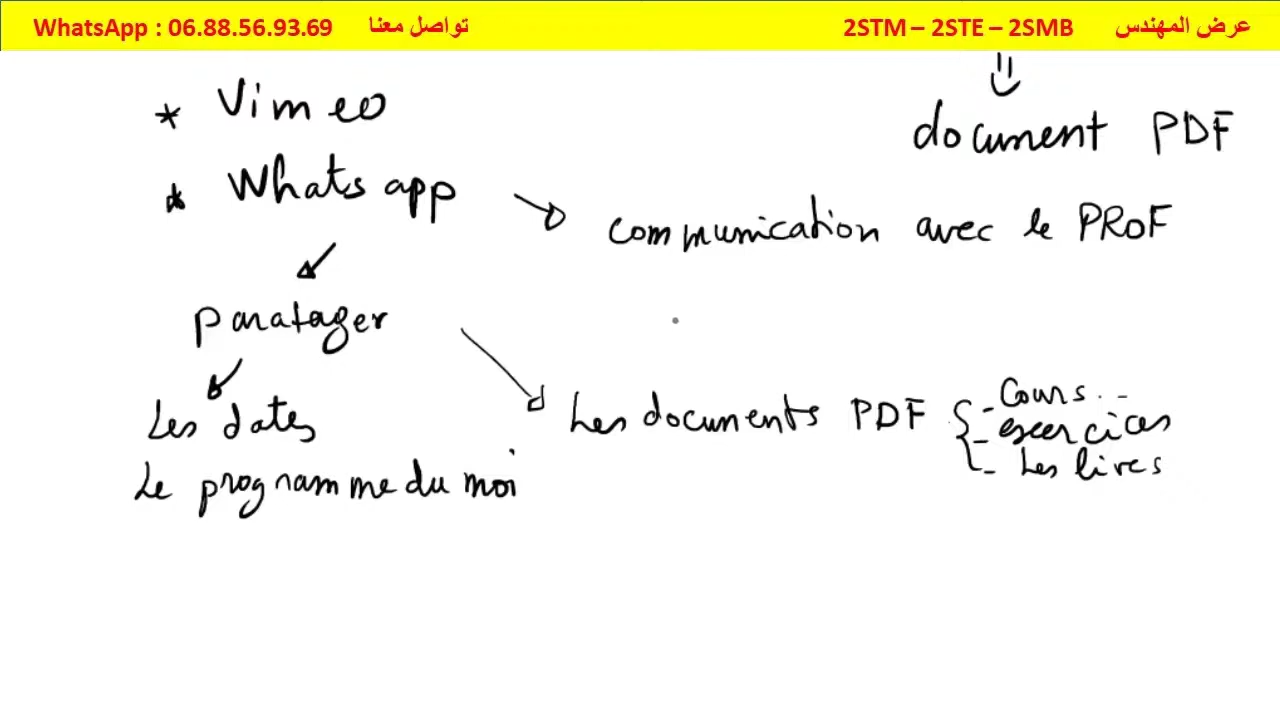 WhatsApp : 06.88.56.93.69 تواصل معنا
2STM – 2STE – 2SMB عرض المهندس
* Vimeo
document PDF
* Whats app
communication avec le PROF
paratager
Les dates
Les documents PDF
- Cours..-
- exercices
- Les livres
Le programme du moi